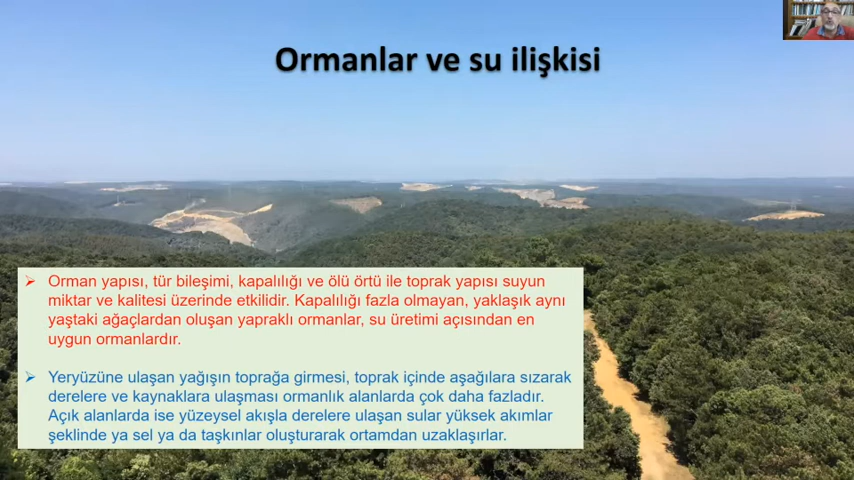 Ormanlar ve su ilişkisi
➢ Orman yapısı, tür bileşimi, kapalılığı ve ölü örtü ile toprak yapısı suyun
miktar ve kalitesi üzerinde etkilidir. Kapalılığı fazla olmayan, yaklaşık aynı
yaştaki ağaçlardan oluşan yapraklı ormanlar, su üretimi açısından en
uygun ormanlardır.
➢ Yeryüzüne ulaşan yağışın toprağa girmesi, toprak içinde aşağılara sızarak
derelere ve kaynaklara ulaşması ormanlık alanlarda çok daha fazladır.
Açık alanlarda ise yüzeysel akışla derelere ulaşan sular yüksek akımlar
şeklinde ya sel ya da taşkınlar oluşturarak ortamdan uzaklaşırlar.